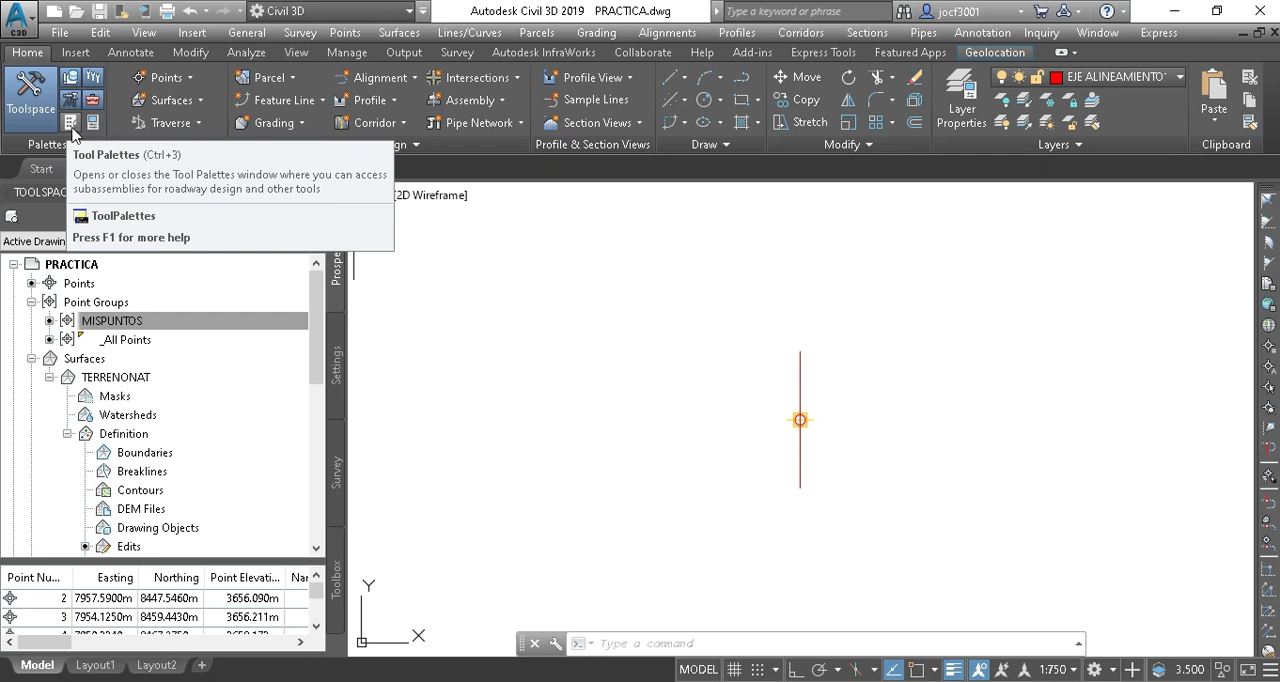 C3D
Civil 3D
Autodesk Civil 3D 2019 PRACTICA.dwg
Type a keyword or phrase
jocf3001
File Edit View Insert General Survey Points Surfaces Lines/Curves Parcels Grading Alignments Profiles Corridors Sections Pipes Annotation Inquiry Window Express
Home Insert Annotate Modify Analyze View Manage Output Survey Autodesk InfraWorks Collaborate Help Add-ins Express Tools Featured Apps Geolocation
Points Parcel Alignment Intersections Profile View Move EJE ALINEAMIENTO
Toolspace Surfaces Feature Line Profile Assembly Sample Lines Copy Layer Properties Paste
Traverse Grading Corridor Pipe Network Section Views Stretch
Palettes Profile & Section Views Draw Modify Layers Clipboard
Tool Palettes (Ctrl+3)
Opens or closes the Tool Palettes window where you can access
subassemblies for roadway design and other tools
ToolPalettes
Press F1 for more help
Start
TOOLSPAC
[2D Wireframe]
Active Drawin
PRACTICA
Points
Point Groups
MISPUNTOS
_All Points
Surfaces
TERRENONAT
Masks
Watersheds
Definition
Boundaries
Breaklines
Contours
DEM Files
Drawing Objects
Edits
Prospe
Settings
Survey
Toolbox
Point Nu... Easting Northing Point Elevati... Nar
2 7957.5900m 8447.5460m 3656.090m
3 7954.1250m 8459.4430m 3656.211m
Y
X
Type a command
Model Layout1 Layout2 +
MODEL 1:750 3.500